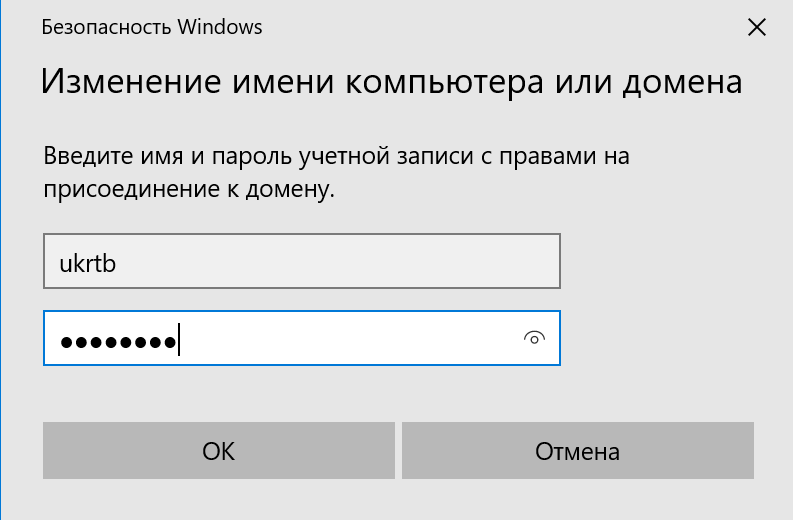 Безопасность Windows
Изменение имени компьютера или домена
Введите имя и пароль учетной записи с правами на
присоединение к домену.
ukrtb
●●●●●●●●
OK
Отмена